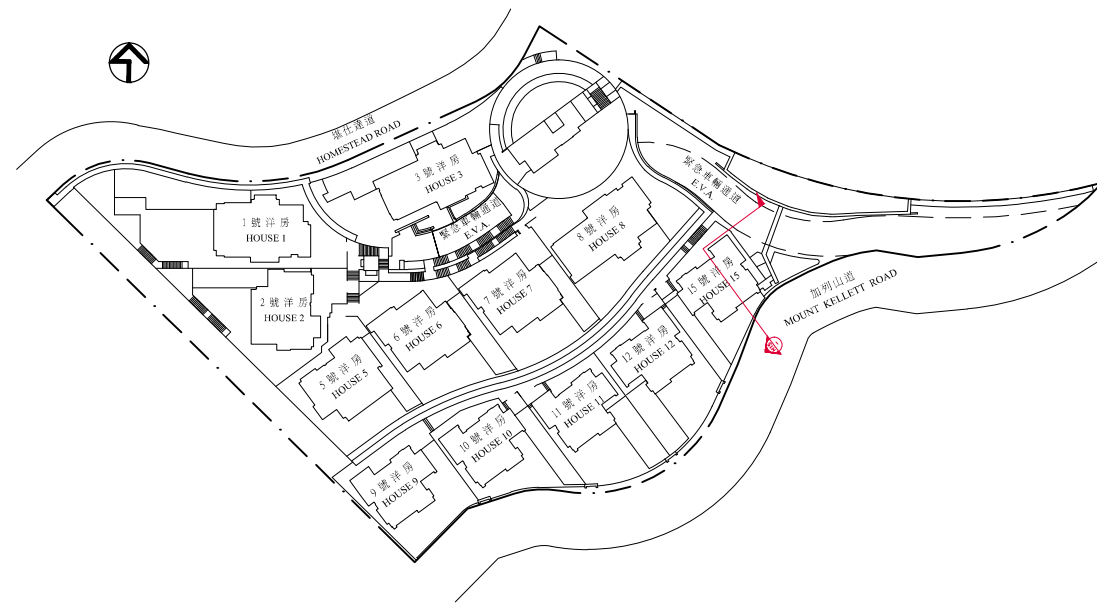 堪仕達道
HOMESTEAD ROAD
3 號洋房
HOUSE 3
緊急車輛通道
E.V.A.
緊急車輛通道
E.V.A.
1 號洋房
HOUSE 1
8 號洋房
HOUSE 8
2 號洋房
HOUSE 2
7 號洋房
HOUSE 7
15 號洋房
HOUSE 15
加列山道
MOUNT KELLETT ROAD
6 號洋房
HOUSE 6
12 號洋房
HOUSE 12
5 號洋房
HOUSE 5
11 號洋房
HOUSE 11
10 號洋房
HOUSE 10
9 號洋房
HOUSE 9